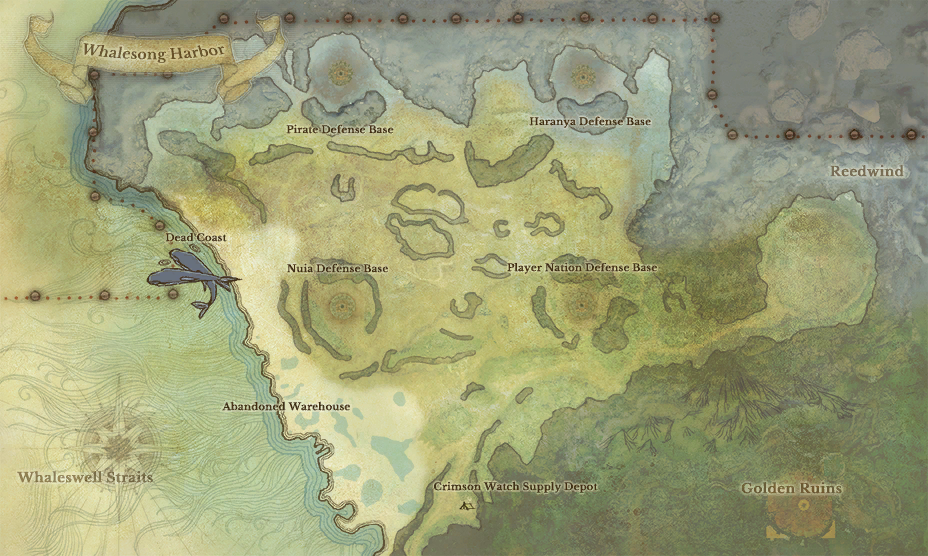 Whalesong Harbor
Pirate Defense Base
Haranya Defense Base
Reedwind
Dead Coast
Nuia Defense Base
Player Nation Defense Base
Abandoned Warehouse
Whaleswell Straits
Crimson Watch Supply Depot
Golden Ruins